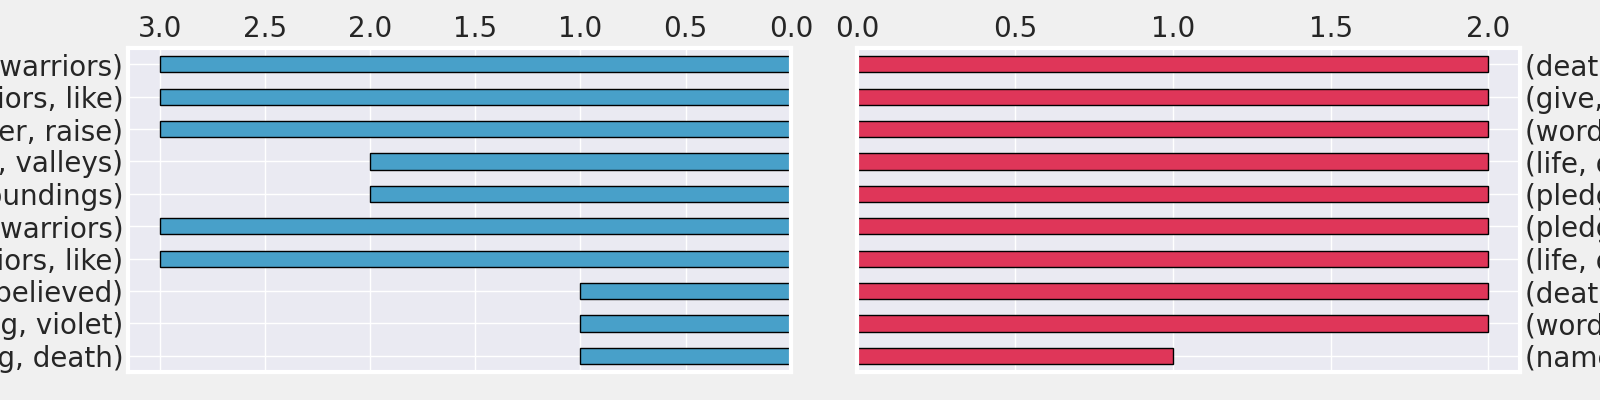 3.0 2.5 2.0 1.5 1.0 0.5 0.0 0.0 0.5 1.0 1.5 2.0
warriors) (deat
iors, like) (give,
er, raise) (word
, valleys) (life,
oundings) (pledg
warriors) (pledg
iors, like) (life,
believed) (deat
g, violet) (word
g, death) (name